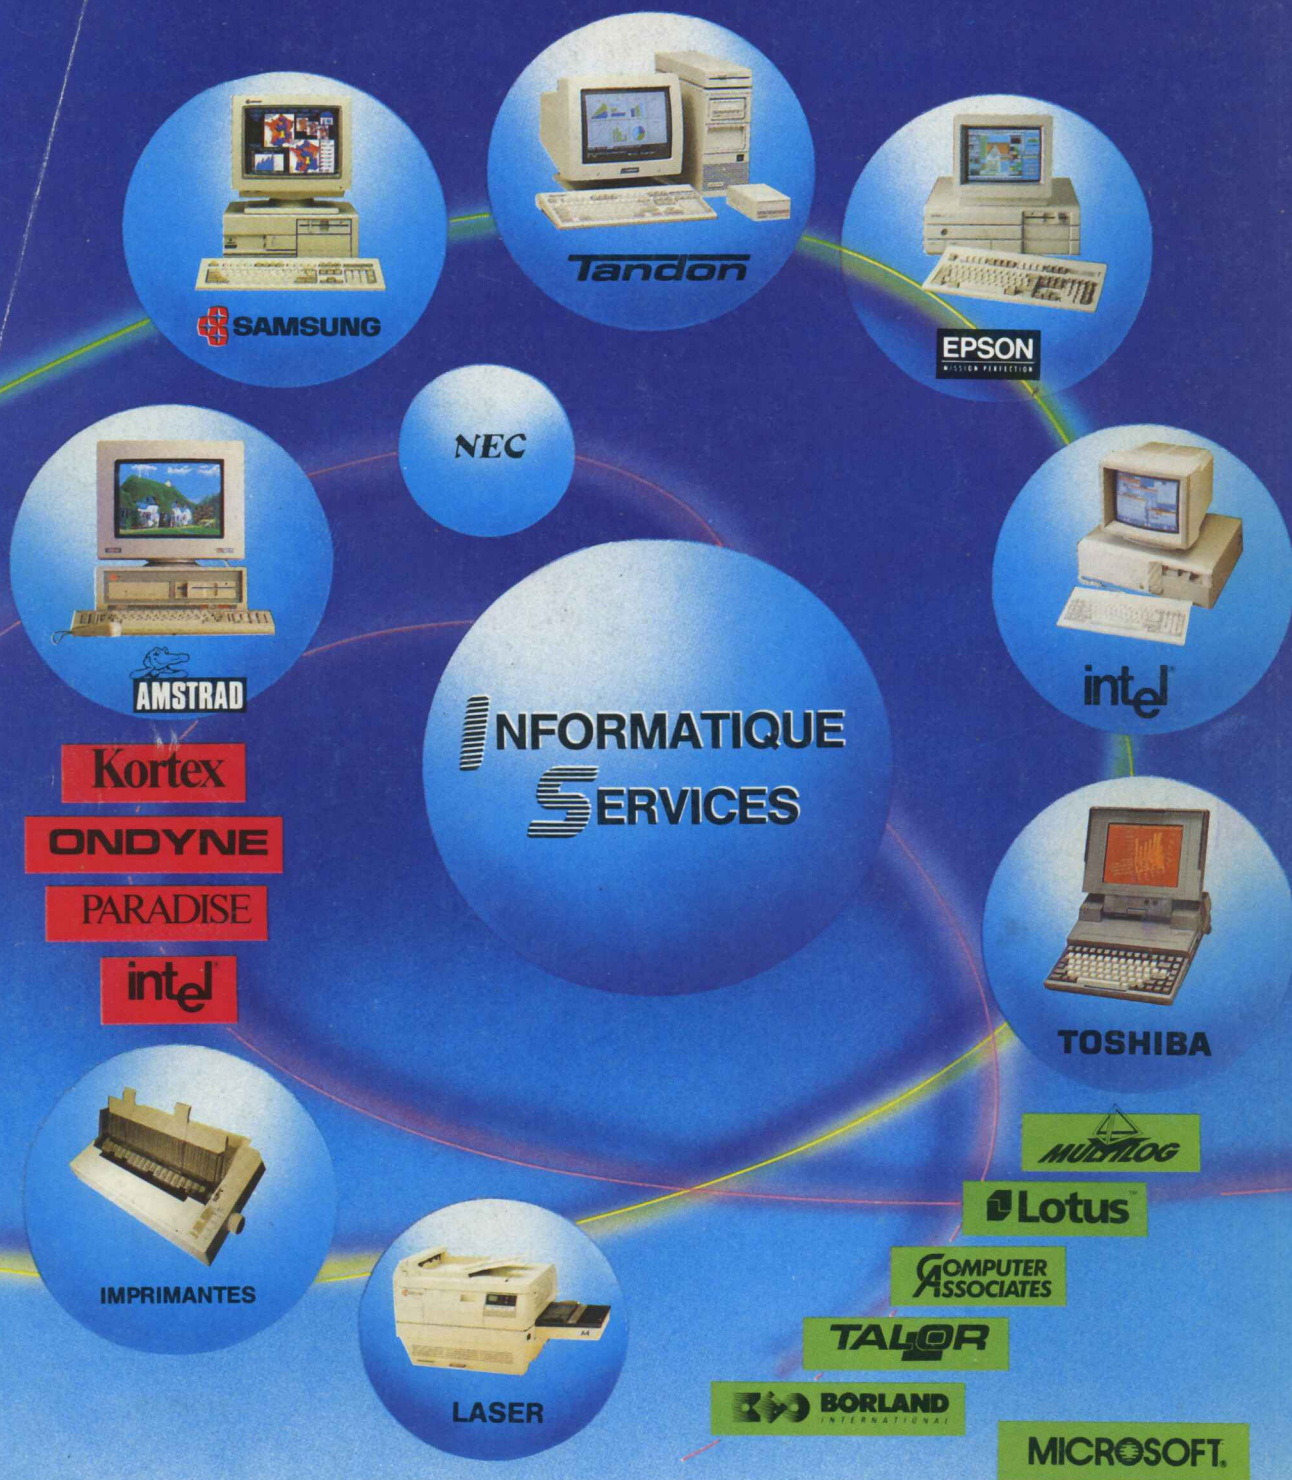 Tandon
SAMSUNG
EPSON
MISSION PERFECTION
NEC
AMSTRAD
intel
INFORMATIQUE
SERVICES
Kortex
ONDYNE
PARADISE
intel
TOSHIBA
IMPRIMANTES
LASER
MULTILOG
Lotus™
COMPUTER
ASSOCIATES
TALOR
BORLAND
INTERNATIONAL
MICROSOFT®